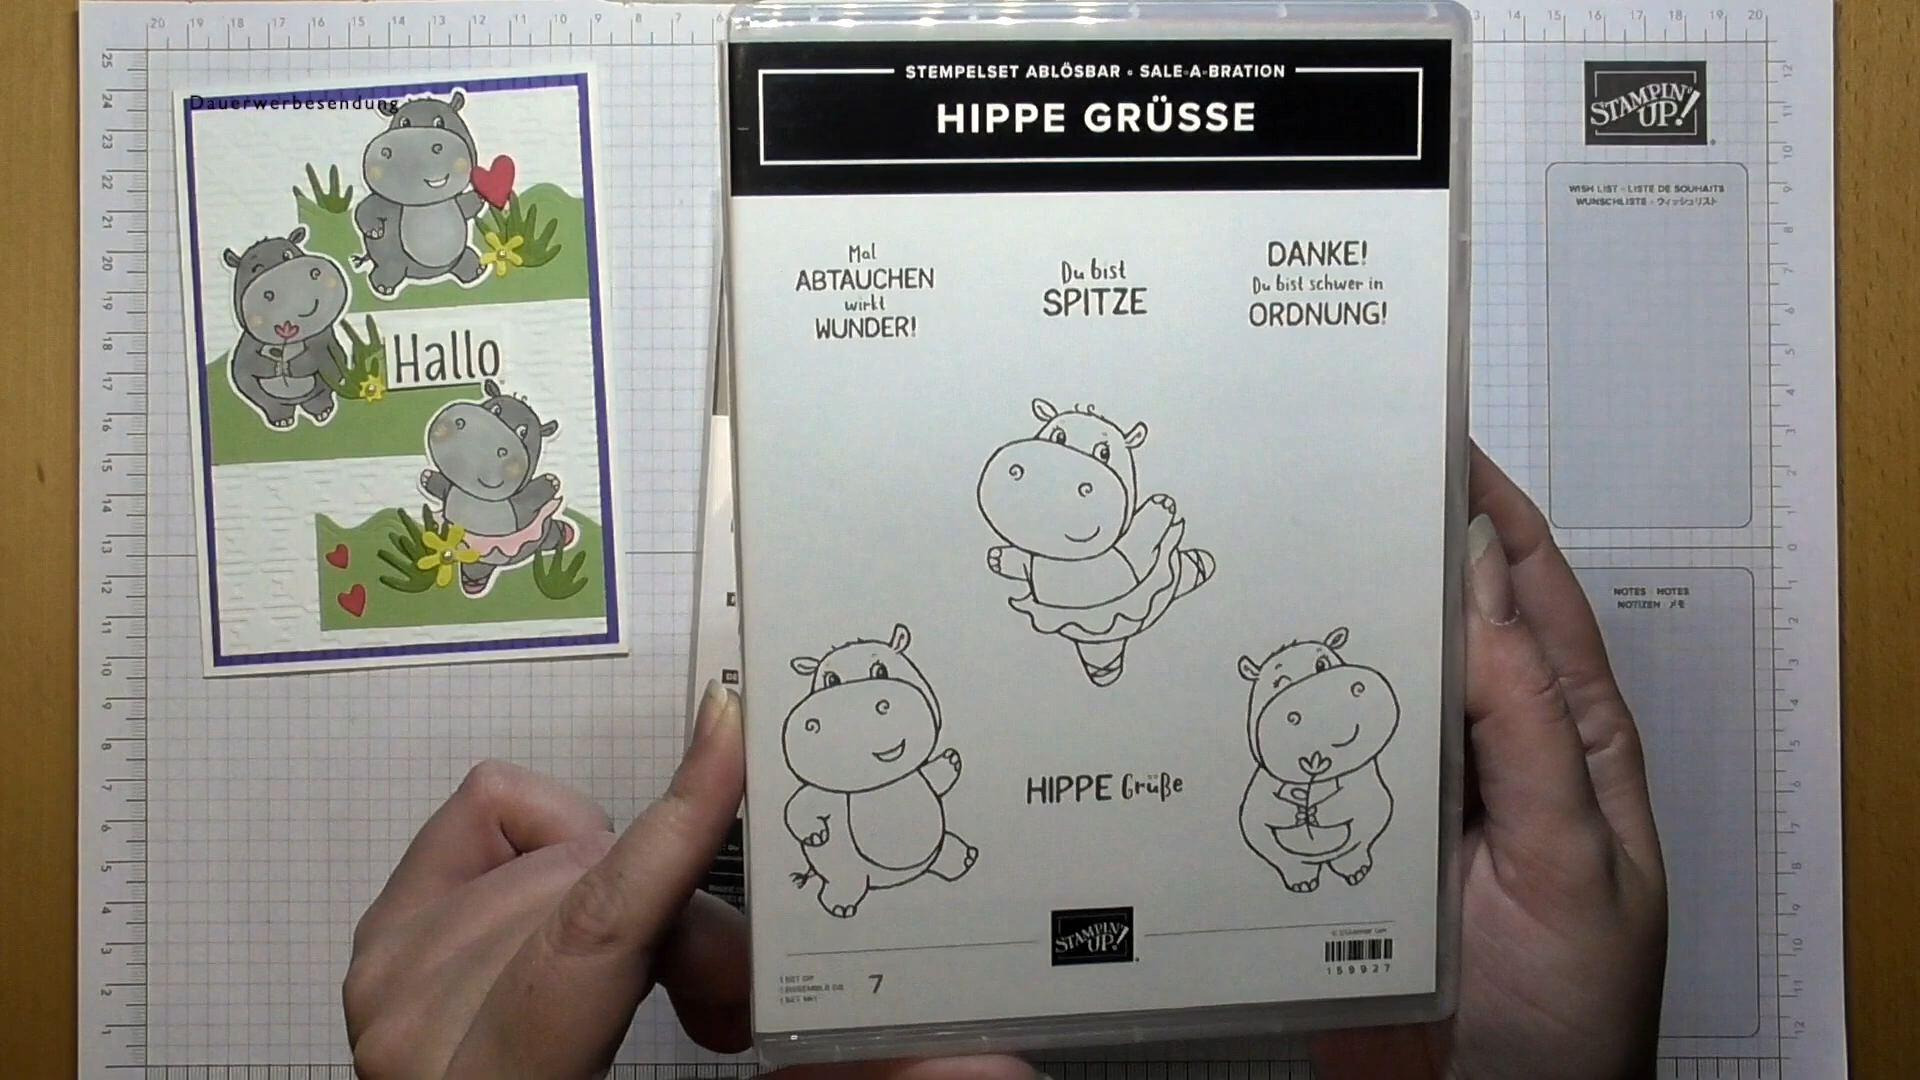 Dauerwerbesendung
Hallo
STEMPELSET ABLÖSBAR • SALE-A-BRATION
HIPPE GRÜSSE
Mal
ABTAUCHEN
wirkt
WUNDER!
Du bist
SPITZE
DANKE!
Du bist schwer in
ORDNUNG!
HIPPE Grüße
STAMPIN' UP!
7
159927
STAMPIN' UP!
WISH LIST • LISTE DE SOUHAITS
WUNSCHLISTE • ウィッシュリスト
NOTES • NOTES
NOTIZEN • メモ